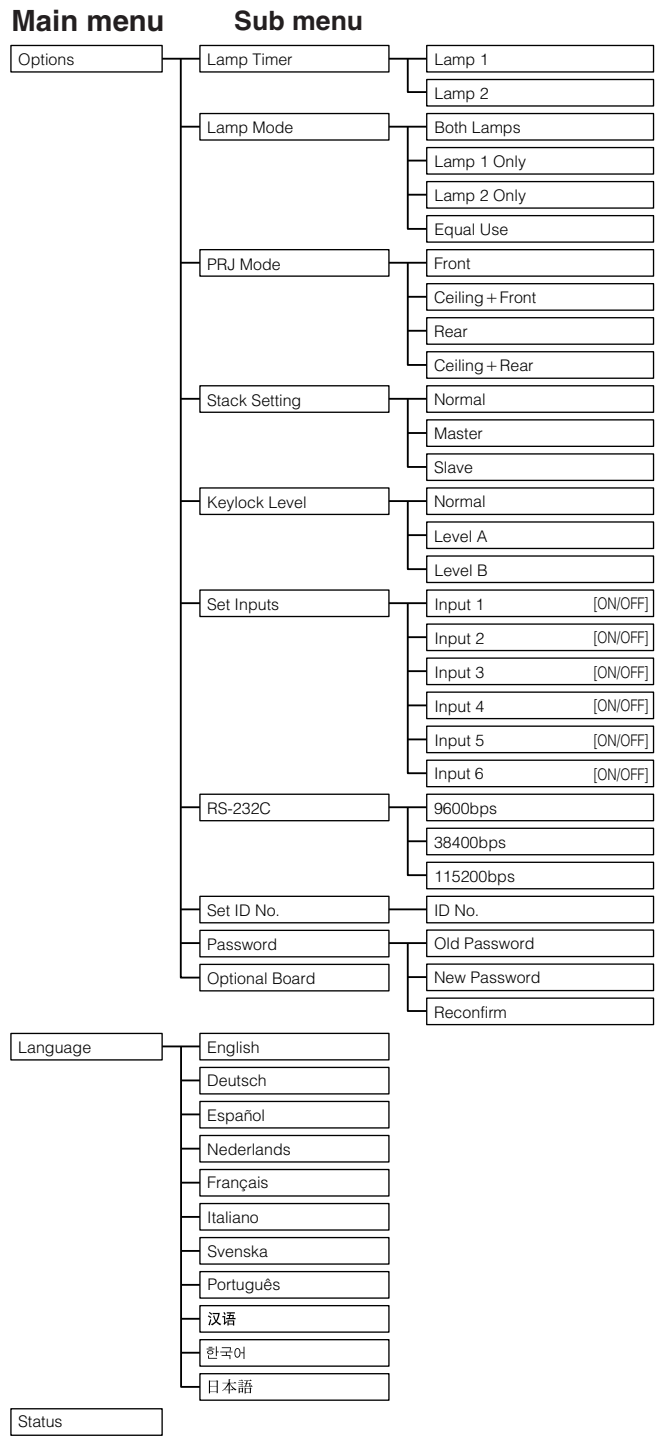 Main menu Sub menu
Options Lamp Timer Lamp 1
Lamp 2
Lamp Mode Both Lamps
Lamp 1 Only
Lamp 2 Only
Equal Use
PRJ Mode Front
Ceiling+Front
Rear
Ceiling+Rear
Stack Setting Normal
Master
Slave
Keylock Level Normal
Level A
Level B
Set Inputs Input 1 [ON/OFF]
Input 2 [ON/OFF]
Input 3 [ON/OFF]
Input 4 [ON/OFF]
Input 5 [ON/OFF]
Input 6 [ON/OFF]
RS-232C 9600bps
38400bps
115200bps
Set ID No. ID No.
Password Old Password
Optional Board New Password
Reconfirm
Language English
Deutsch
Español
Nederlands
Français
Italiano
Svenska
Português
汉语
한국어
日本語
Status